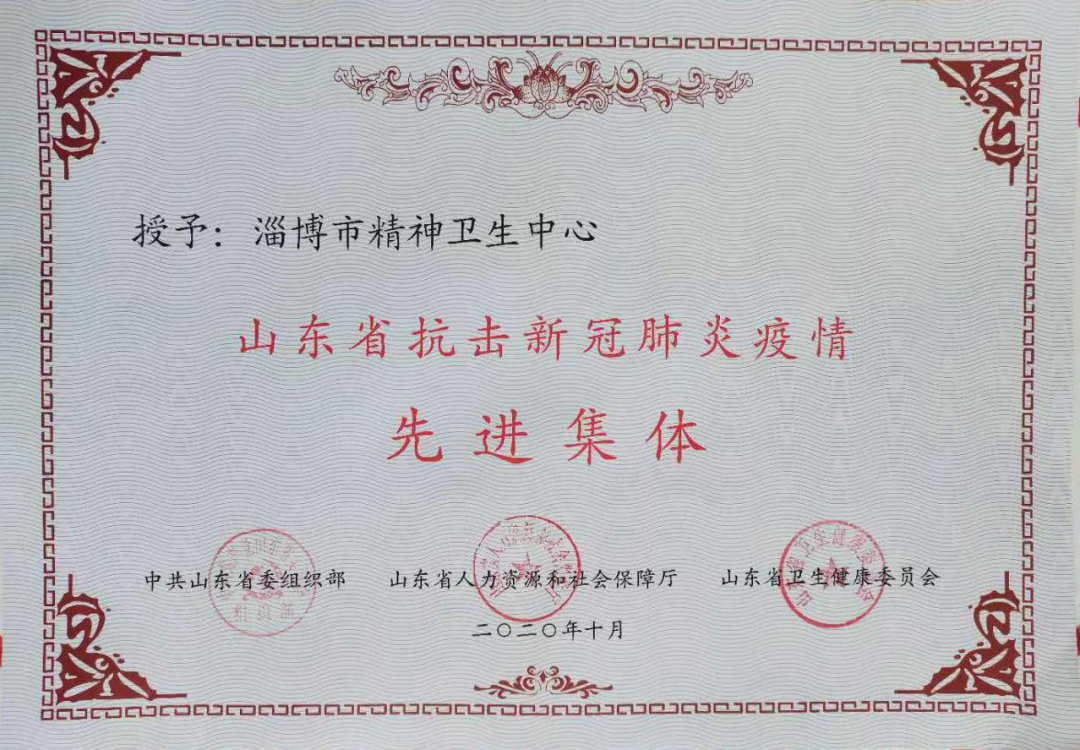 授予：淄博市精神卫生中心
山东省抗击新冠肺炎疫情
先进集体
中共山东省委组织部 山东省人力资源和社会保障厅 山东省卫生健康委员会
二〇二〇年十月